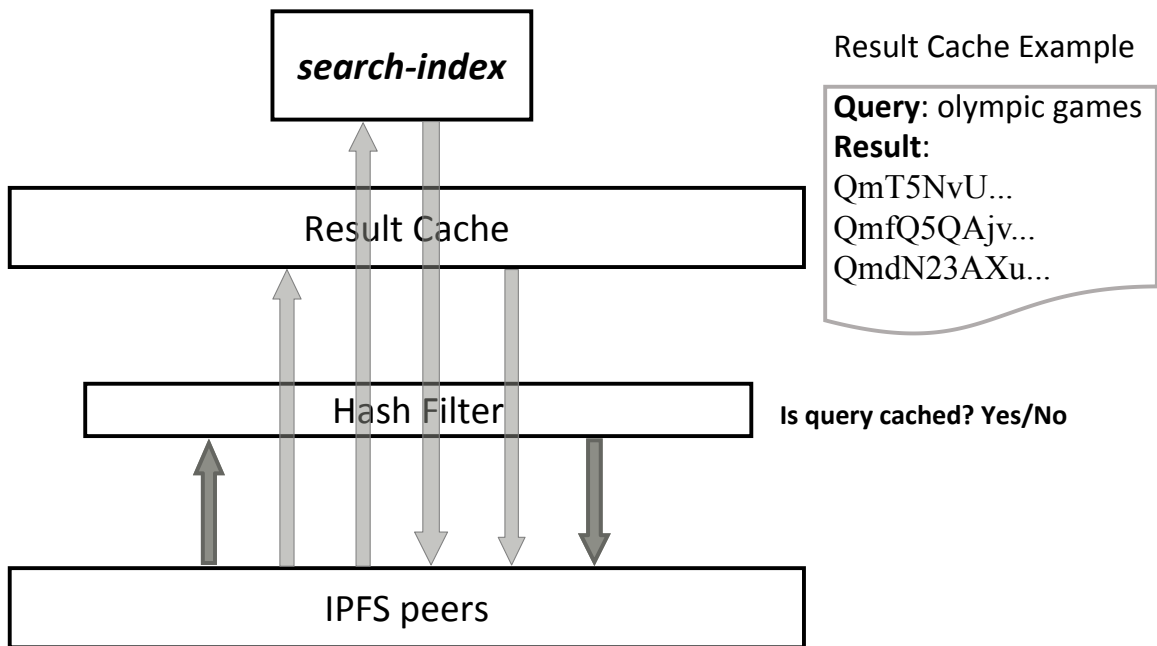 search-index
Result Cache Example
Query: olympic games
Result:
QmT5NvU...
QmfQ5QAjv...
QmdN23AXu...
Result Cache
Hash Filter
Is query cached? Yes/No
IPFS peers